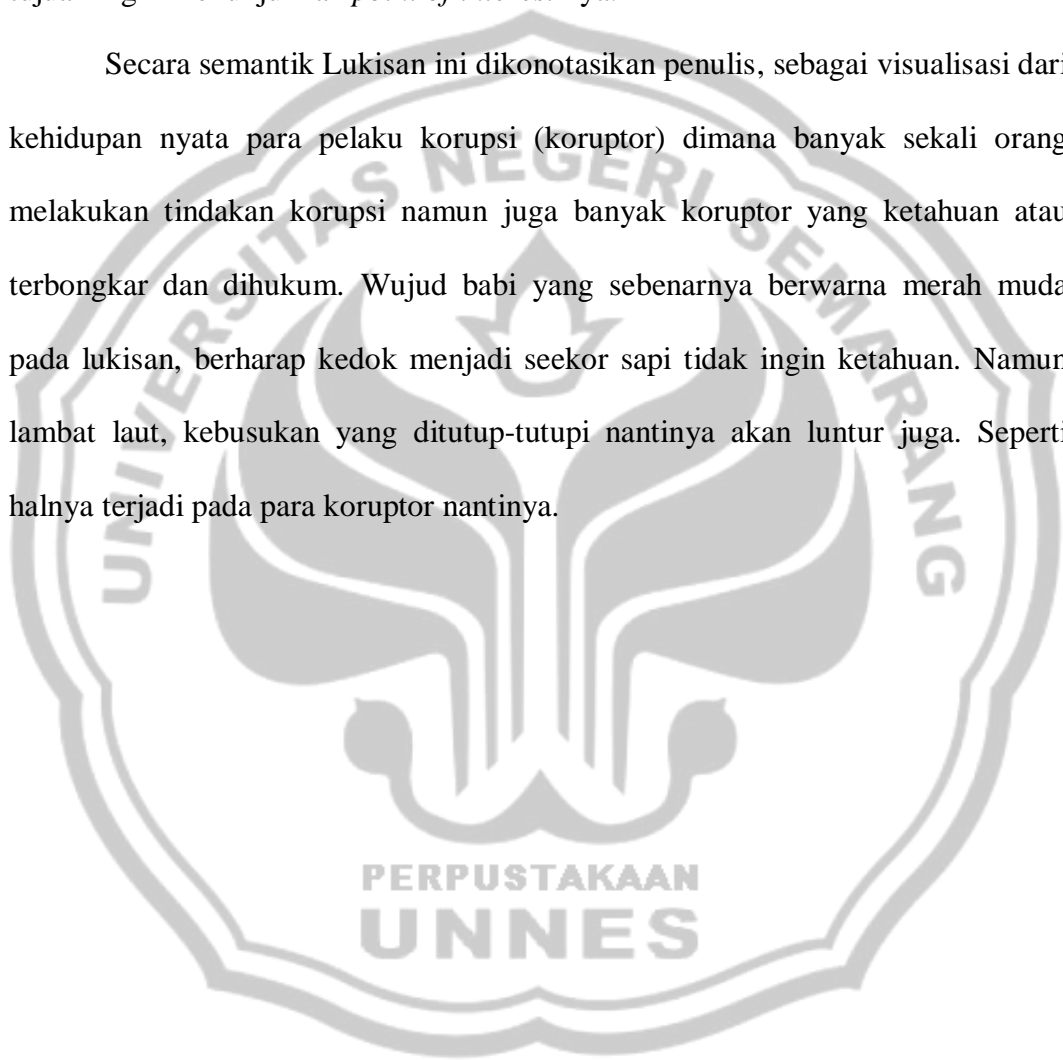 Secara semantik Lukisan ini dikonotasikan penulis, sebagai visualisasi dari
kehidupan nyata para pelaku korupsi (koruptor) dimana banyak sekali orang
melakukan tindakan korupsi namun juga banyak koruptor yang ketahuan atau
terbongkar dan dihukum. Wujud babi yang sebenarnya berwarna merah muda
pada lukisan, berharap kedok menjadi seekor sapi tidak ingin ketahuan. Namun
lambat laut, kebusukan yang ditutup-tutupi nantinya akan luntur juga. Seperti
halnya terjadi pada para koruptor nantinya.
UNIVERSITAS NEGERI SEMARANG
PERPUSTAKAAN
UNNES